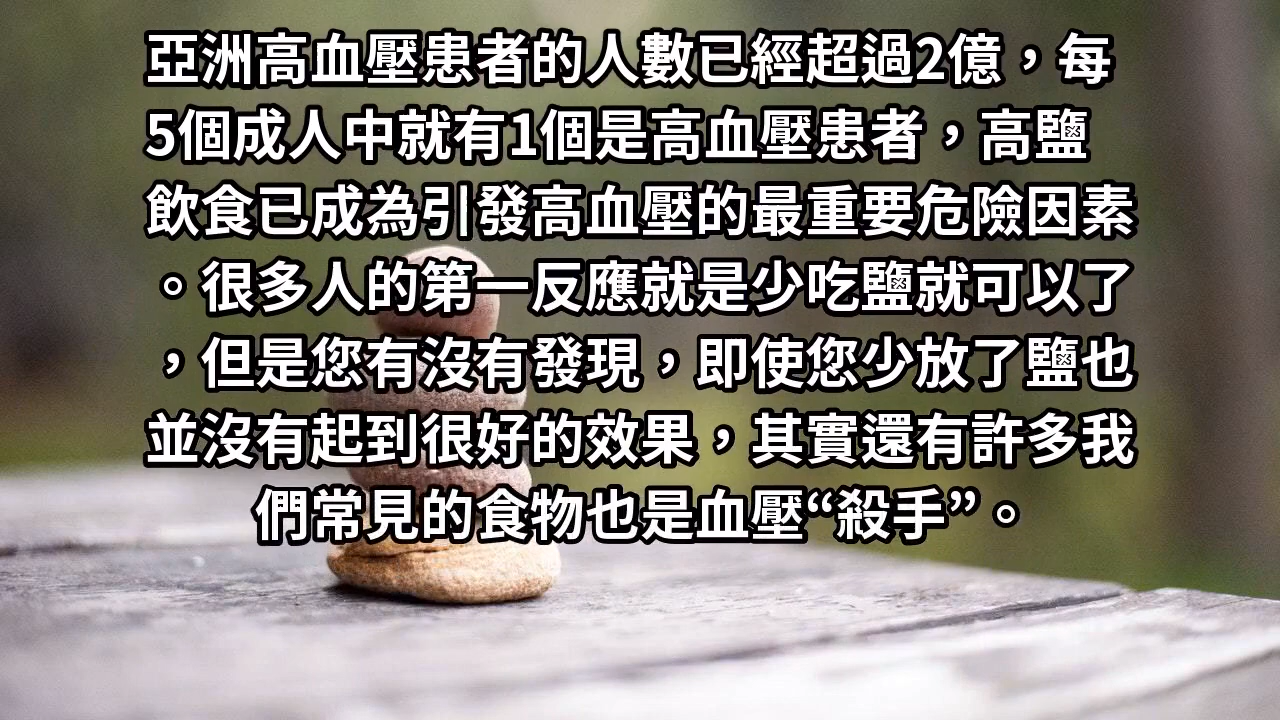 亞洲高血壓患者的人數已經超過2億，每
5個成人中就有1個是高血壓患者，高鹽
飲食已成為引發高血壓的最重要危險因素
。很多人的第一反應就是少吃鹽就可以了
，但是您有沒有發現，即使您少放了鹽也
並沒有起到很好的效果，其實還有許多我
們常見的食物也是血壓“殺手”。